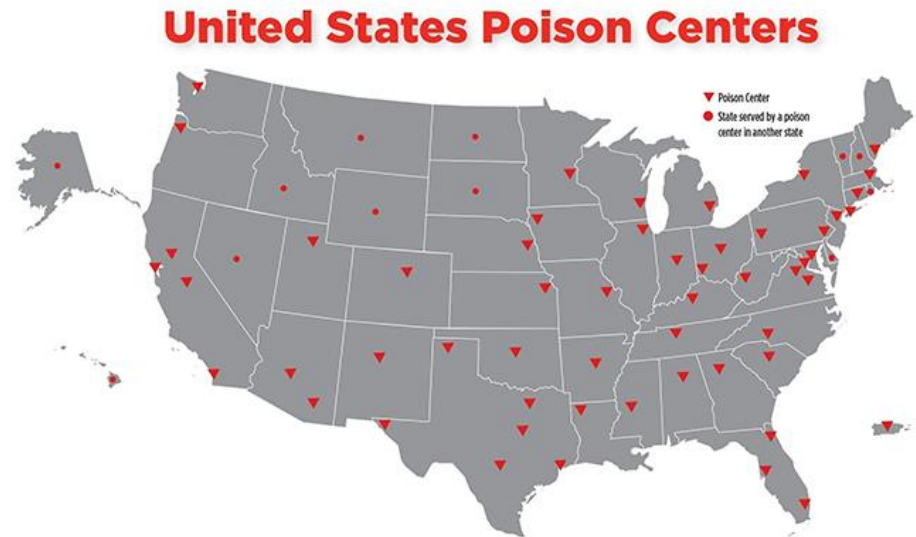 United States Poison Centers
Poison Center
State served by a poison
center in another state